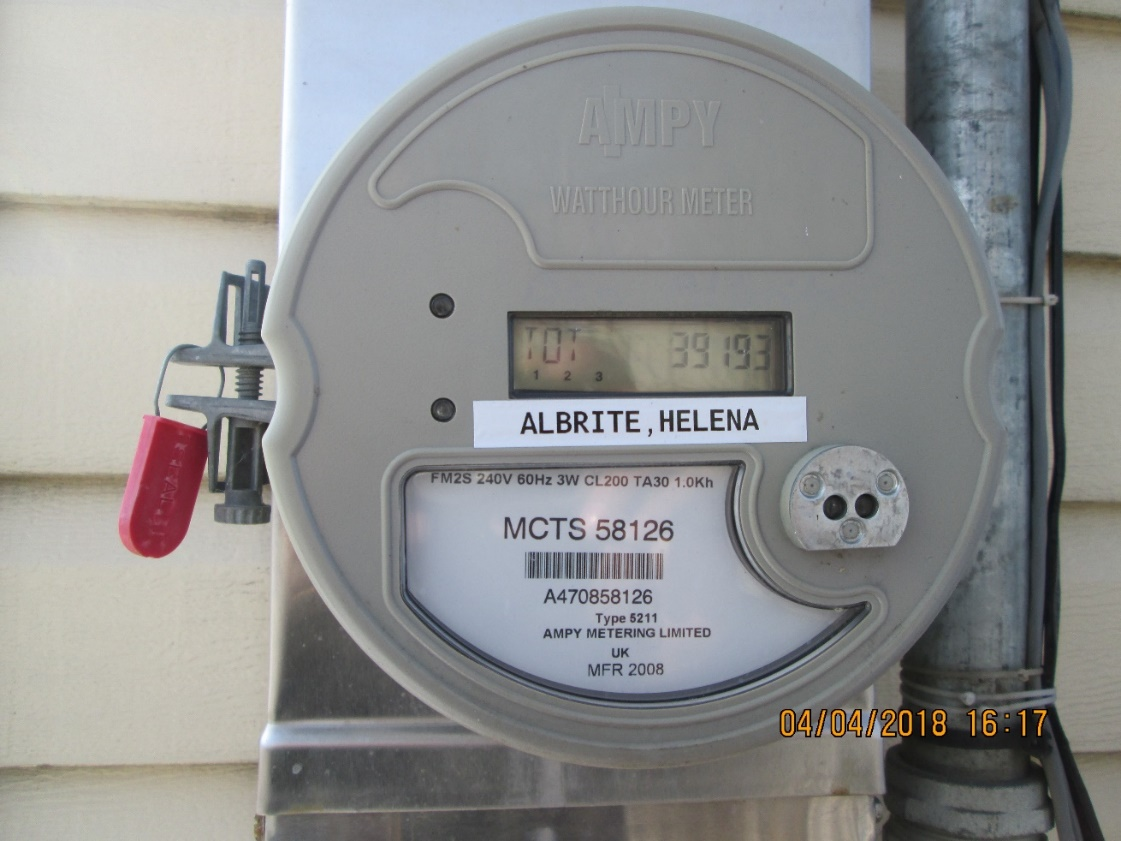 AMPY
WATTHOUR METER
TOT 39193
1 2 3
ALBRITE,HELENA
FM2S 240V 60Hz 3W CL200 TA30 1.0Kh
MCTS 58126
A470858126
Type 5211
AMPY METERING LIMITED
UK
MFR 2008
04/04/2018 16:17